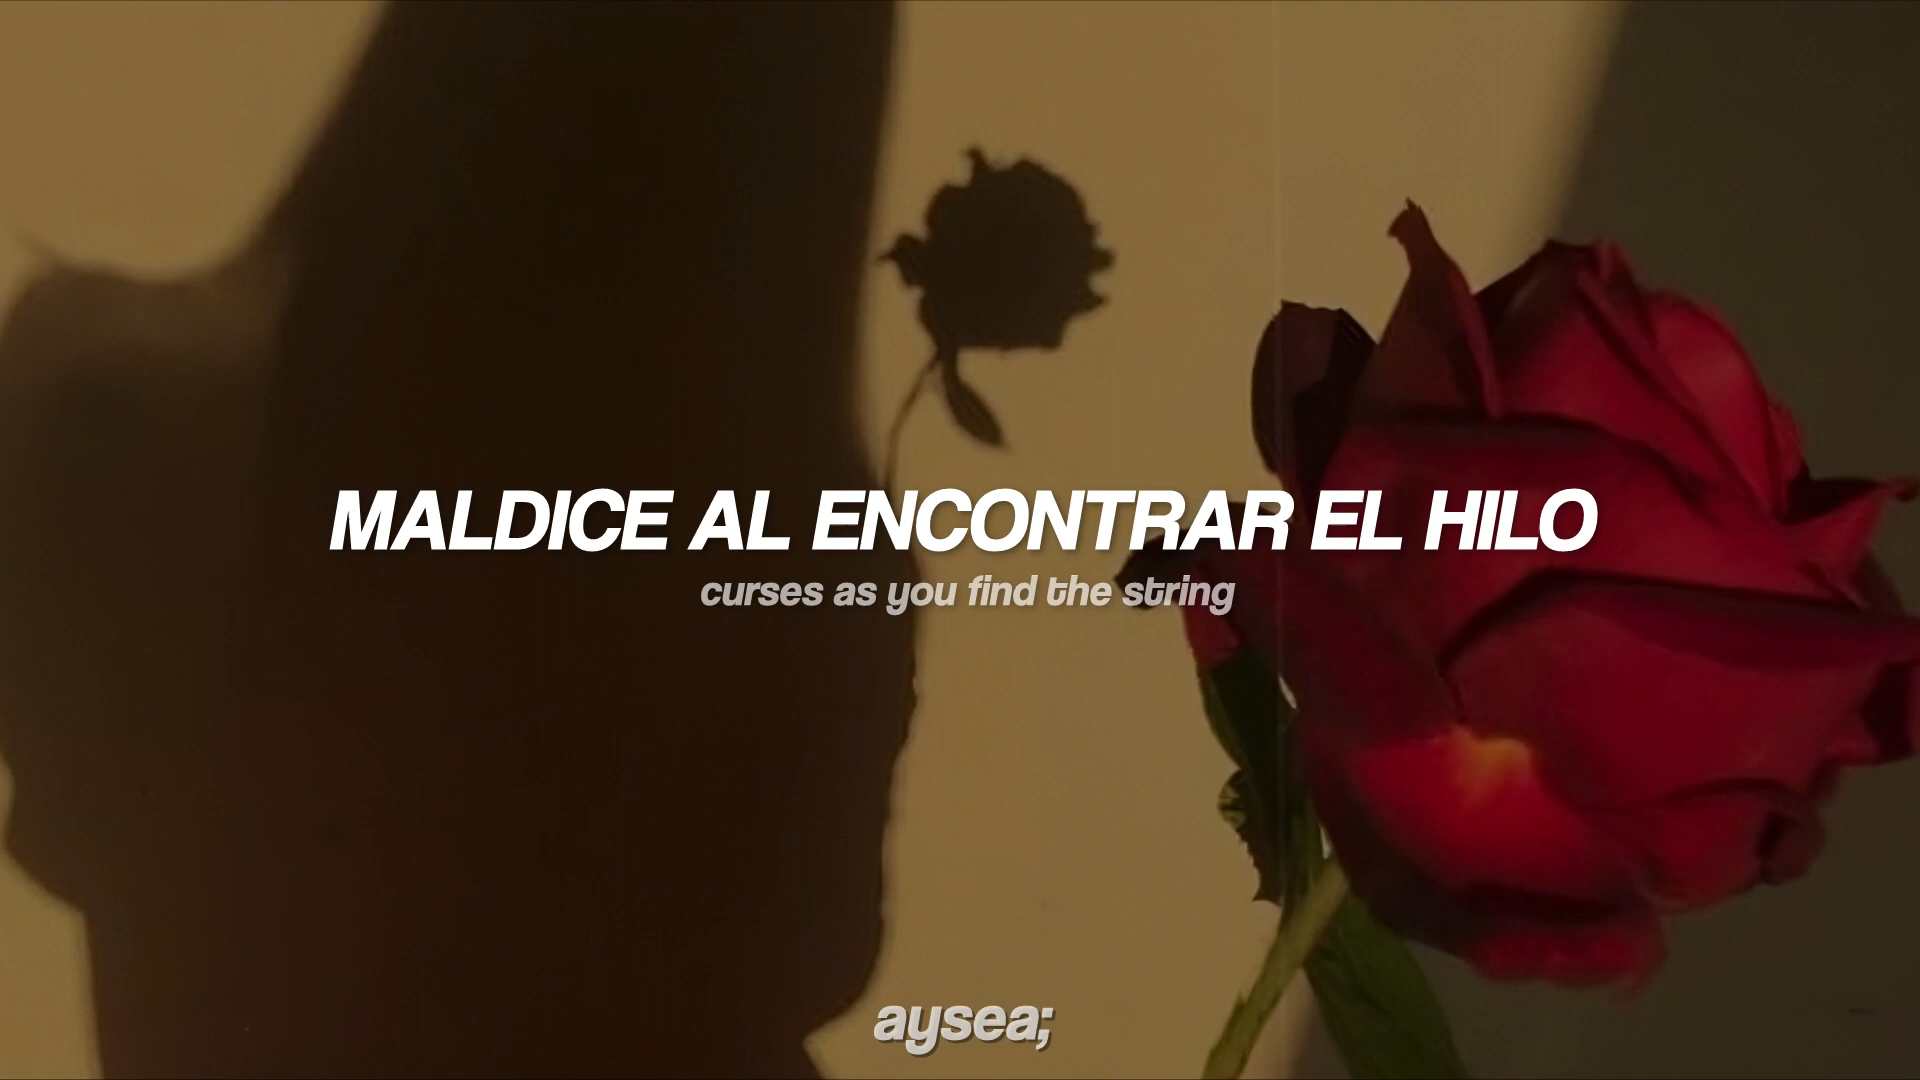 MALDICE AL ENCONTRAR EL HILO
curses as you find the string
aysea;